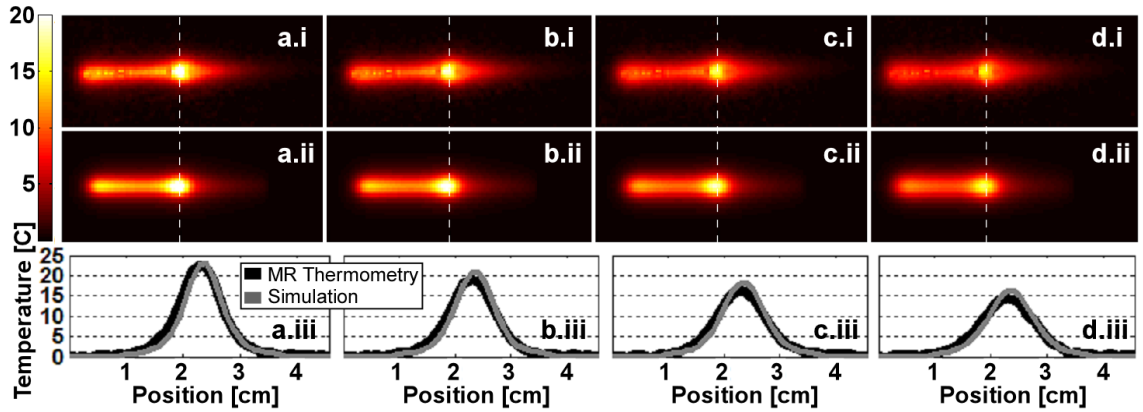 20
15
10
5
Temperature [C]
a.i
b.i
c.i
d.i
a.ii
b.ii
c.ii
d.ii
25
20
15
10
5
0
MR Thermometry
Simulation
a.iii
b.iii
c.iii
d.iii
1 2 3 4
1 2 3 4
1 2 3 4
1 2 3 4
Position [cm]
Position [cm]
Position [cm]
Position [cm]